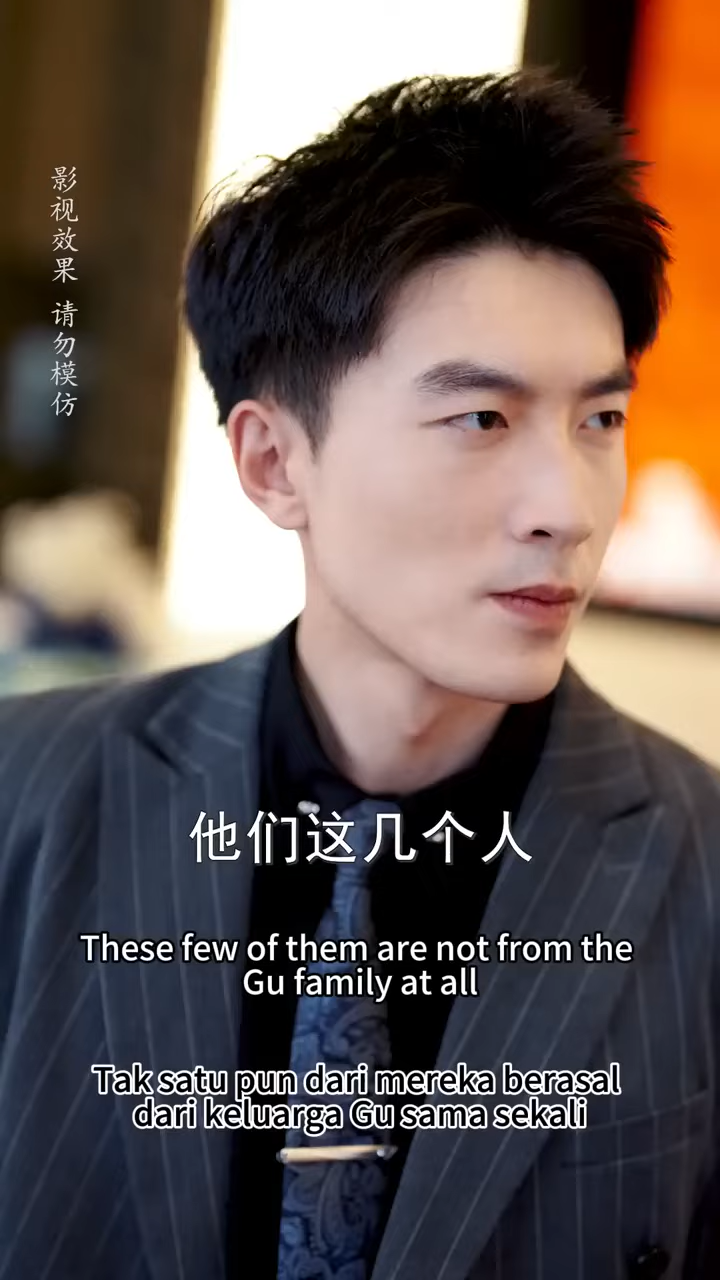 影视效果 请勿模仿
他们这几个人
These few of them are not from the
Gu family at all
Tak satu pun dari mereka berasal
dari keluarga Gu sama sekali